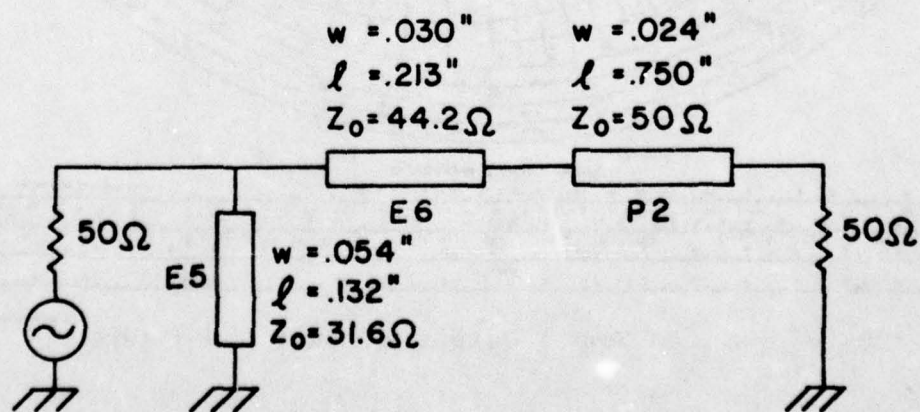 w = .030"
ℓ = .213"
Z₀ = 44.2Ω
w = .024"
ℓ = .750"
Z₀ = 50Ω
E6
P2
50Ω
E5
w = .054"
ℓ = .132"
Z₀ = 31.6Ω
50Ω